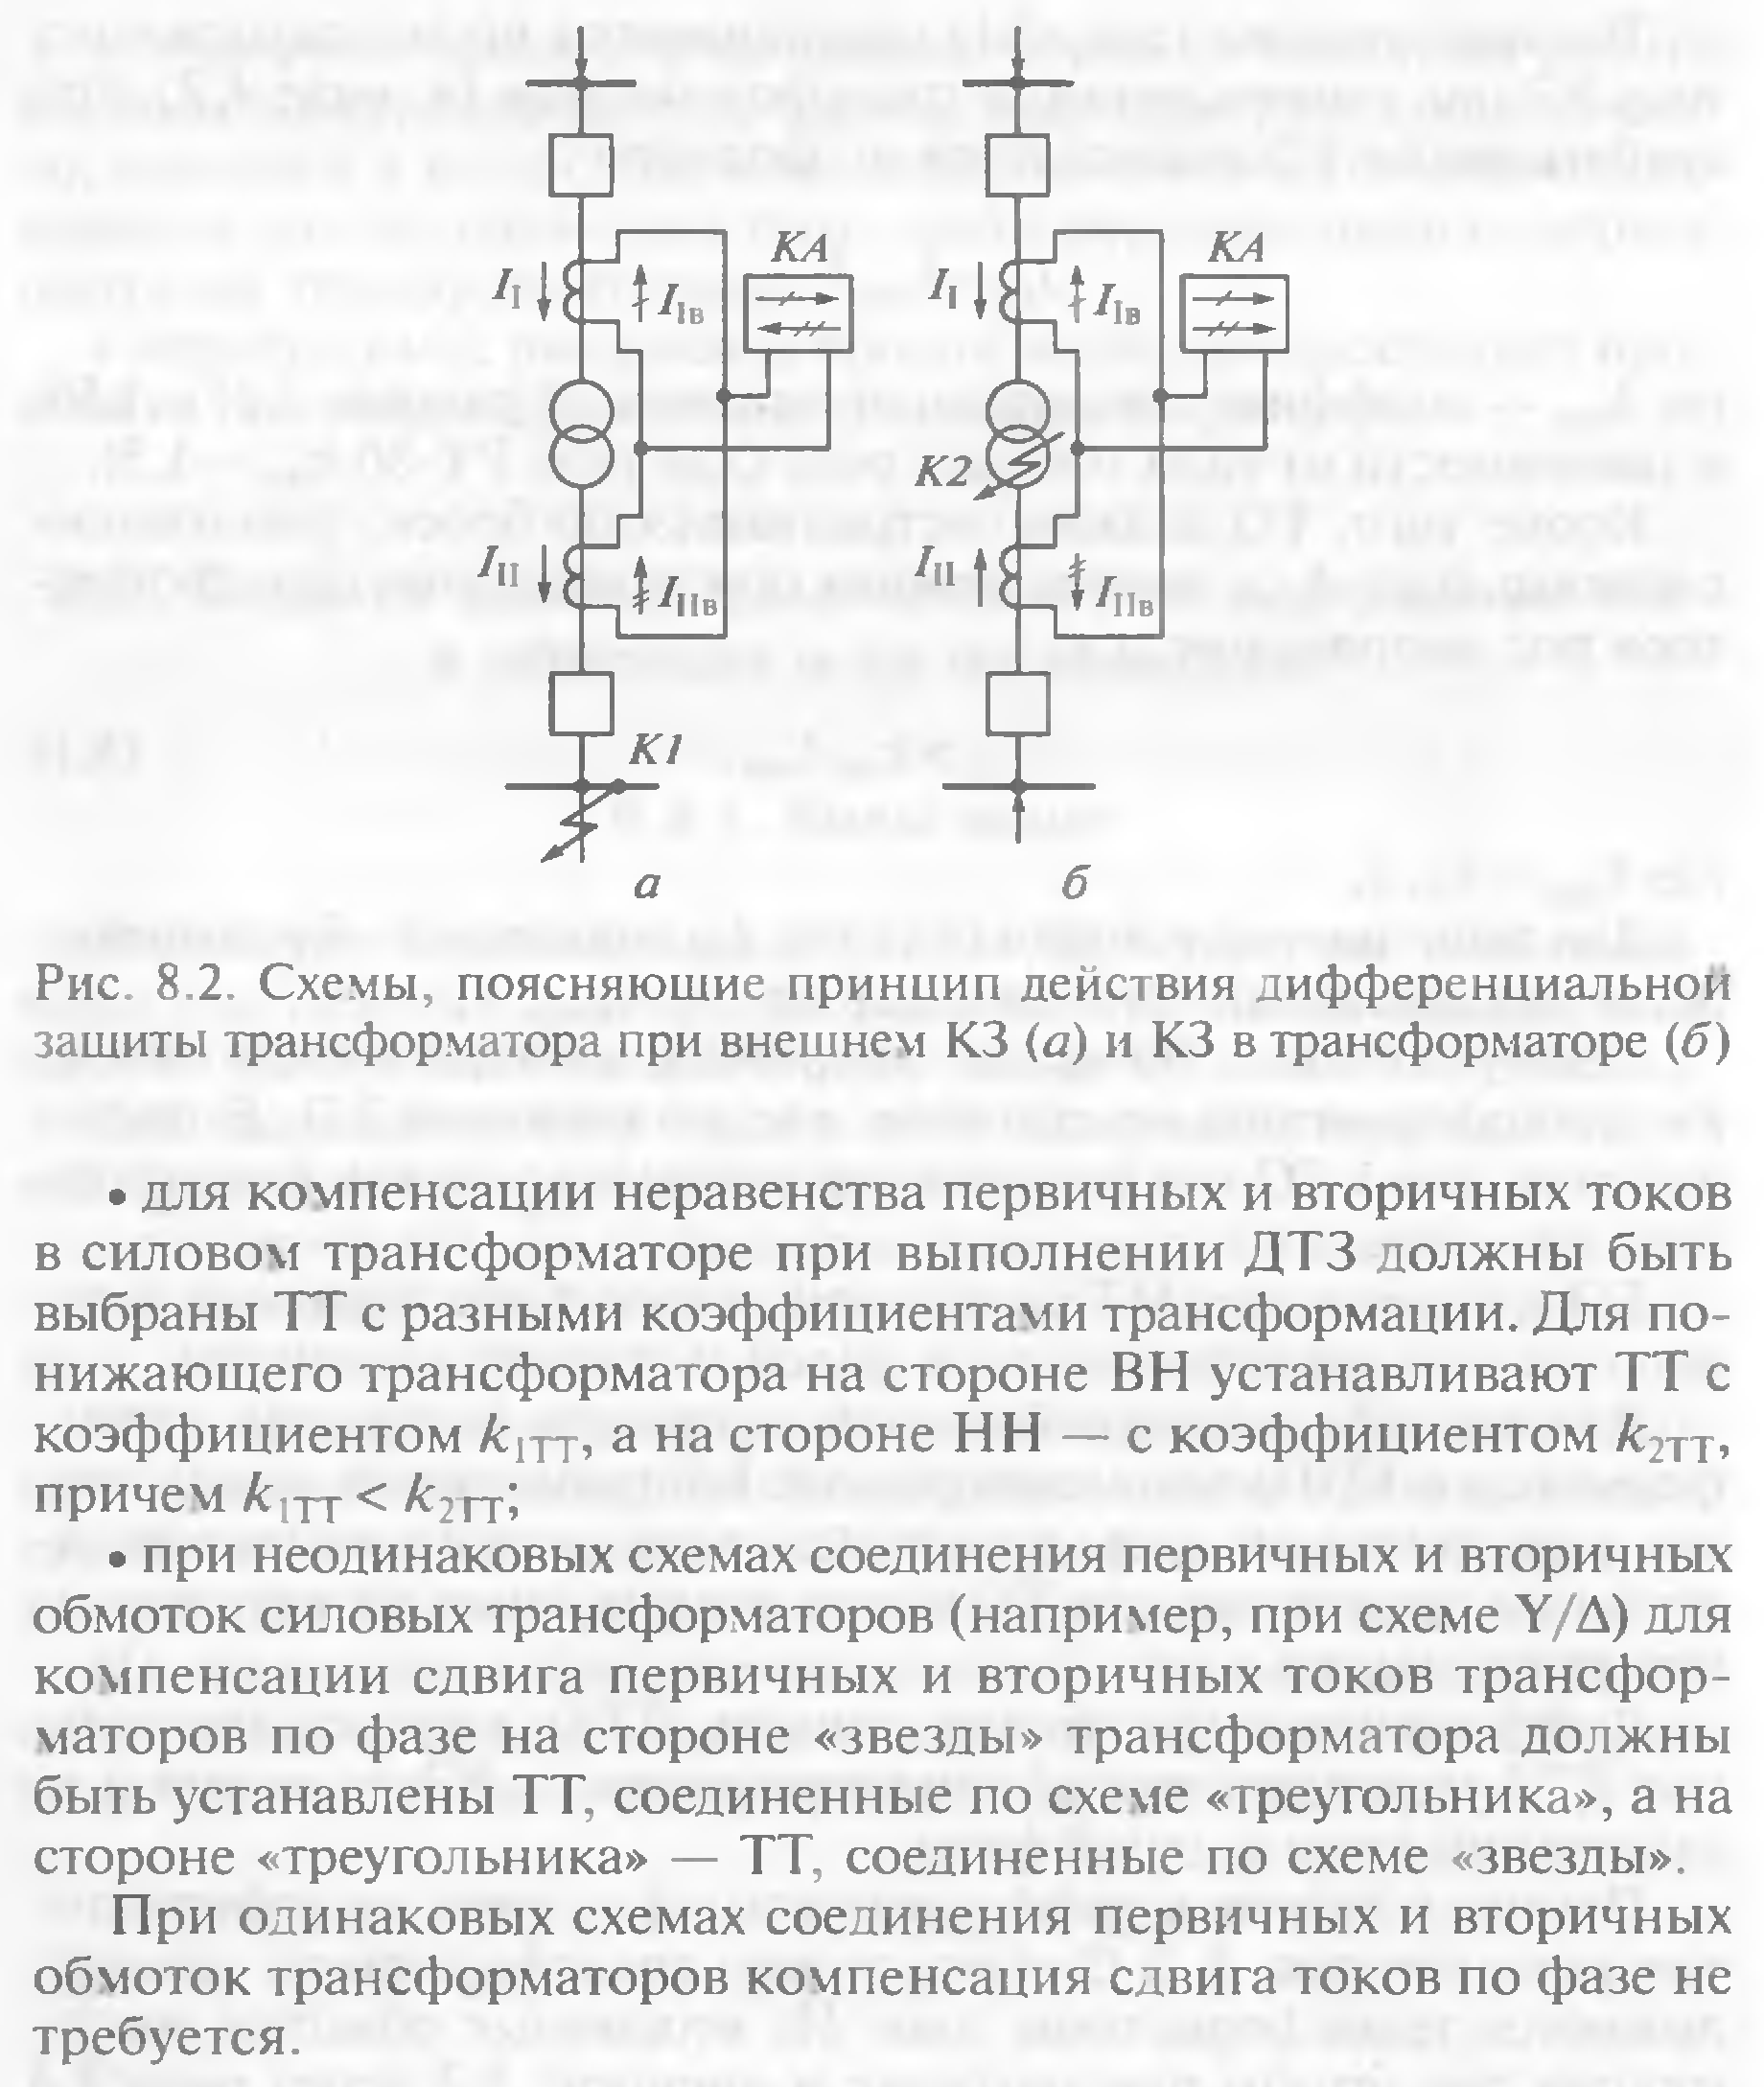 KA
KA
I_I
I_Iв
I_I
I_Iв
K2
I_II
I_IIв
I_II
I_IIв
K1
а
б
Рис. 8.2. Схемы, поясняющие принцип действия дифференциальной
защиты трансформатора при внешнем КЗ (а) и КЗ в трансформаторе (б)
• для компенсации неравенства первичных и вторичных токов
в силовом трансформаторе при выполнении ДТЗ должны быть
выбраны ТТ с разными коэффициентами трансформации. Для по-
нижающего трансформатора на стороне ВН устанавливают ТТ с
коэффициентом k_1ТТ, а на стороне НН — с коэффициентом k_2ТТ,
причем k_1ТТ < k_2ТТ;
• при неодинаковых схемах соединения первичных и вторичных
обмоток силовых трансформаторов (например, при схеме Y/Δ) для
компенсации сдвига первичных и вторичных токов трансфор-
маторов по фазе на стороне «звезды» трансформатора должны
быть установлены ТТ, соединенные по схеме «треугольника», а на
стороне «треугольника» — ТТ, соединенные по схеме «звезды».
При одинаковых схемах соединения первичных и вторичных
обмоток трансформаторов компенсация сдвига токов по фазе не
требуется.